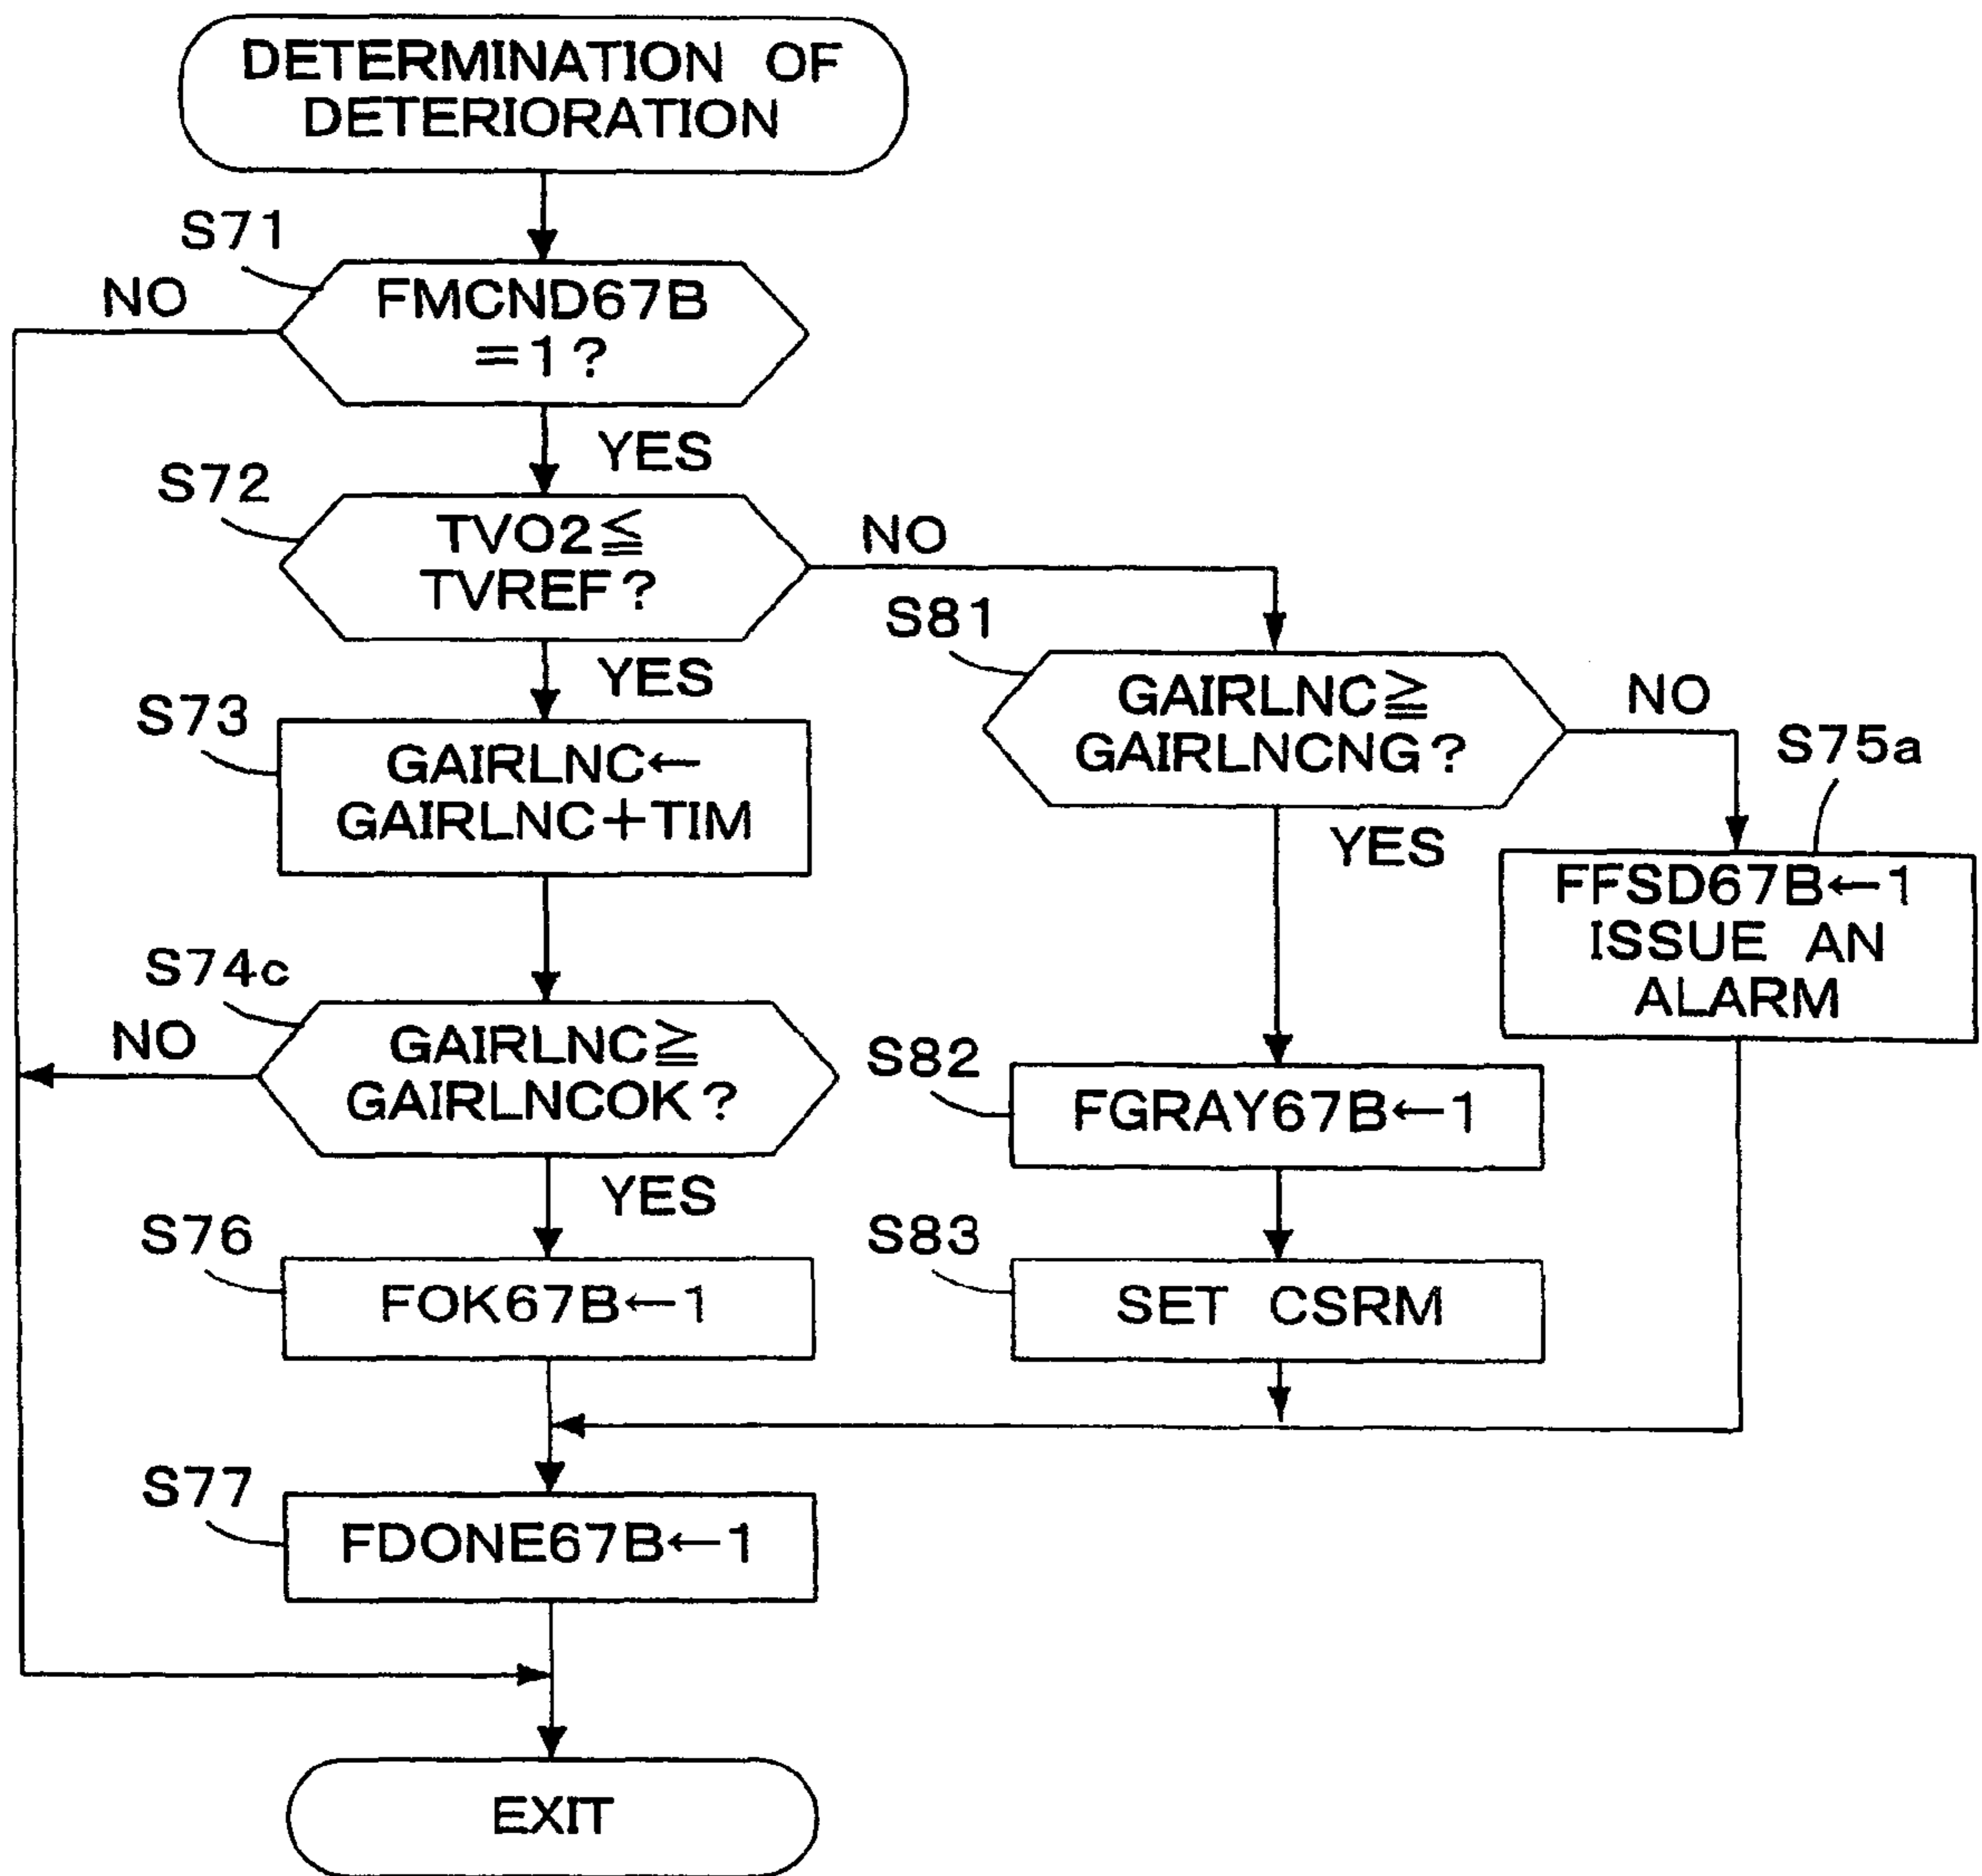 DETERMINATION OF
DETERIORATION
S71
NO
FMCND67B
=1?
YES
S72
TVO2≦
TVREF?
NO
YES
S81
GAIRLNC≧
GAIRLNCNG?
NO
YES
S73
GAIRLNC←
GAIRLNC+TIM
S75a
FFSD67B←1
ISSUE AN
ALARM
S74c
NO
GAIRLNC≧
GAIRLNCOK?
YES
S82
FGRAY67B←1
S76
FOK67B←1
S83
SET CSRM
S77
FDONE67B←1
EXIT